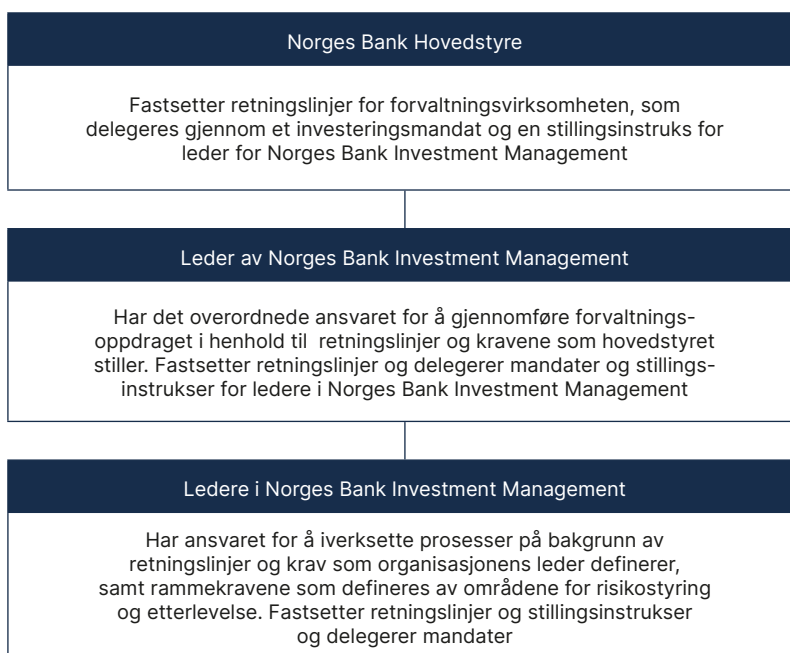 Norges Bank Hovedstyre
Fastsetter retningslinjer for forvaltningsvirksomheten, som
delegeres gjennom et investeringsmandat og en stillingsinstruks for
leder for Norges Bank Investment Management
Leder av Norges Bank Investment Management
Har det overordnede ansvaret for å gjennomføre forvaltnings-
oppdraget i henhold til  retningslinjer og kravene som hovedstyret
stiller. Fastsetter retningslinjer og delegerer mandater og stillings-
instrukser for ledere i Norges Bank Investment Management
Ledere i Norges Bank Investment Management
Har ansvaret for å iverksette prosesser på bakgrunn av
retningslinjer og krav som organisasjonens leder definerer,
samt rammekravene som defineres av områdene for risikostyring
og etterlevelse. Fastsetter retningslinjer og stillingsinstrukser
og delegerer mandater